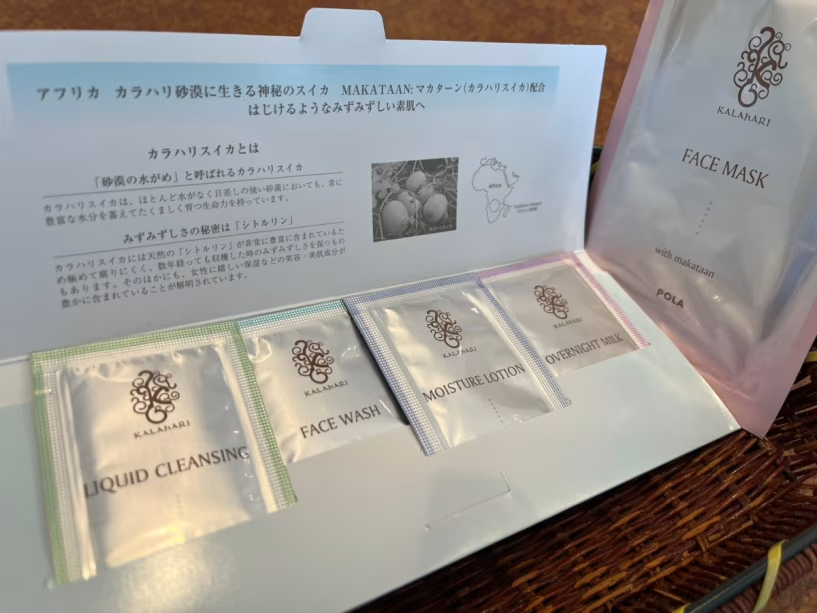 アフリカ カラハリ砂漠に生きる神秘のスイカ MAKATAAN:マカターン(カラハリスイカ)配合
はじけるようなみずみずしい素肌へ
カラハリスイカとは
「砂漠の水がめ」と呼ばれるカラハリスイカ
カラハリスイカは、ほとんど水がなく日差しの強い砂漠においても、常に
豊富な水分を蓄えてたくましく育つ生命力を持っています。
みずみずしさの秘密は「シトルリン」
カラハリスイカには天然の「シトルリン」が非常に豊富に含まれているた
め極めて腐りにくく、数年経っても収穫した時のみずみずしさを保つもの
もあります。そのほかにも、女性に嬉しい保湿などの美容・美肌成分が
豊かに含まれていることが解明されています。
Africa
KALAHARI
LIQUID CLEANSING
KALAHARI
FACE WASH
KALAHARI
MOISTURE LOTION
KALAHARI
OVERNIGHT MILK
KALAHARI
FACE MASK
with makataan
POLA